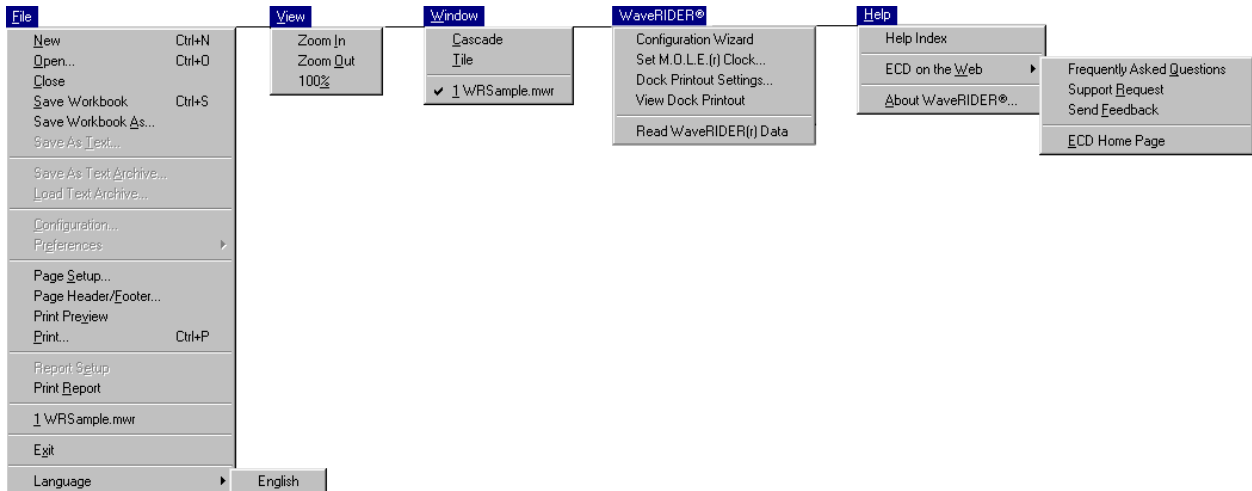 File
New Ctrl+N
Open... Ctrl+O
Close
Save Workbook Ctrl+S
Save Workbook As...
Save As Text...
Save As Text Archive...
Load Text Archive...
Configuration...
Preferences
Page Setup...
Page Header/Footer...
Print Preview
Print... Ctrl+P
Report Setup
Print Report
1 WRSample.mwr
Exit
Language
English
View
Zoom In
Zoom Out
100%
Window
Cascade
Tile
✔ 1 WRSample.mwr
WaveRIDER®
Configuration Wizard
Set M.O.L.E.(r) Clock...
Dock Printout Settings...
View Dock Printout
Read WaveRIDER(r) Data
Help
Help Index
ECD on the Web
About WaveRIDER®...
Frequently Asked Questions
Support Request
Send Feedback
ECD Home Page